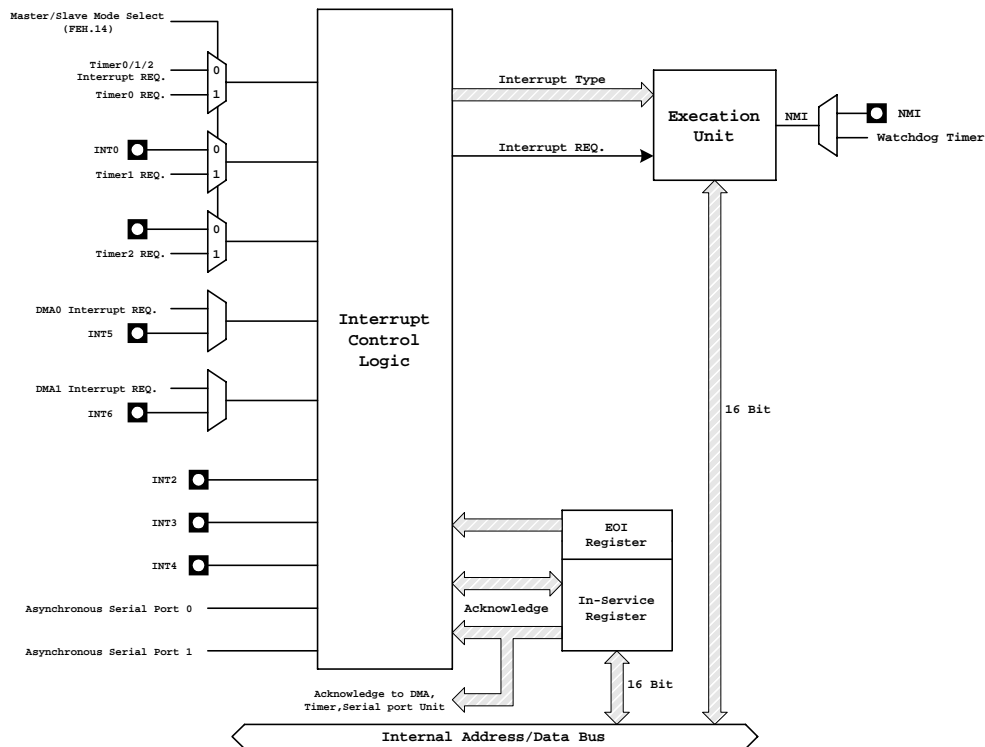 Master/Slave Mode Select
(FEH.14)
Timer0/1/2
Interrupt REQ.
0
Timer0 REQ.
1
INT0
0
Timer1 REQ.
1
0
Timer2 REQ.
1
DMA0 Interrupt REQ.
INT5
DMA1 Interrupt REQ.
INT6
INT2
INT3
INT4
Asynchronous Serial Port 0
Asynchronous Serial Port 1
Interrupt
Control
Logic
Interrupt Type
Interrupt REQ.
Execation
Unit
NMI
NMI
Watchdog Timer
16 Bit
EOI
Register
In-Service
Register
Acknowledge
16 Bit
Acknowledge to DMA,
Timer,Serial port Unit
Internal Address/Data Bus